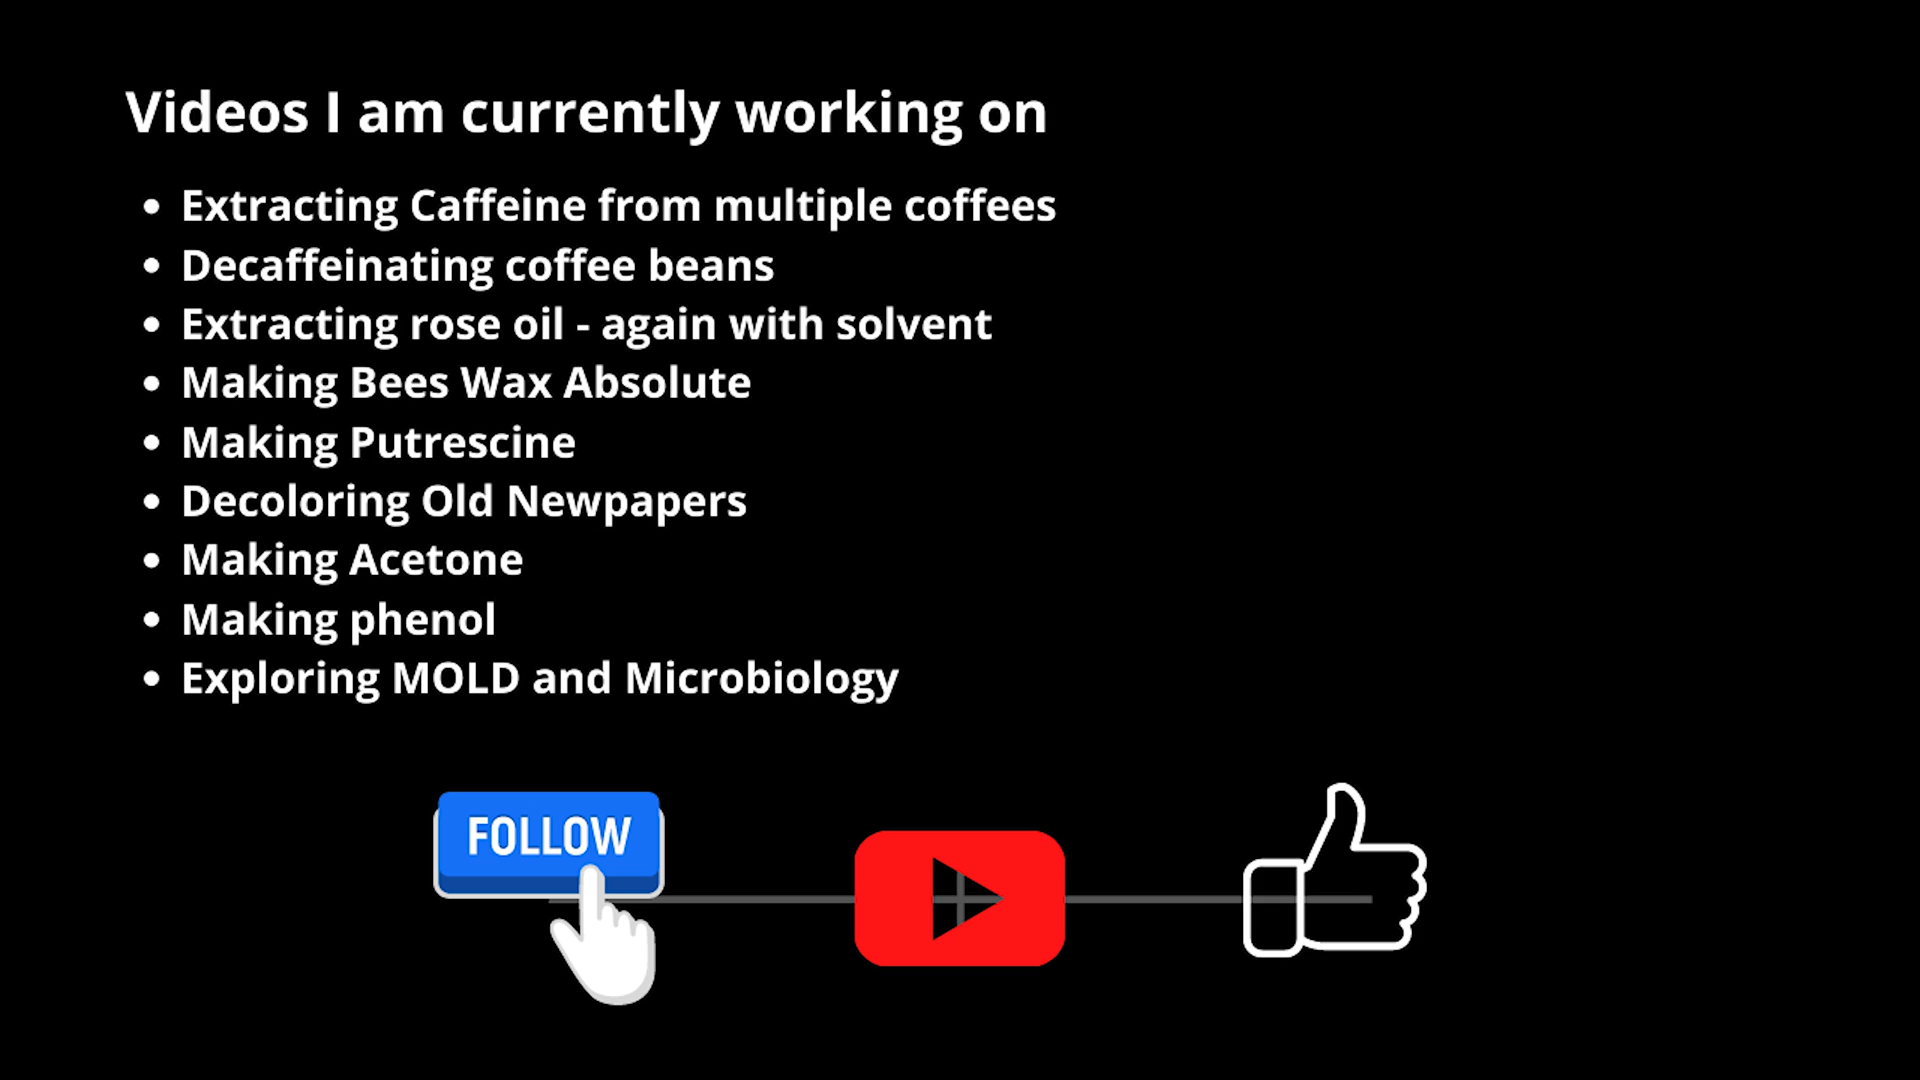 Videos I am currently working on
• Extracting Caffeine from multiple coffees
• Decaffeinating coffee beans
• Extracting rose oil - again with solvent
• Making Bees Wax Absolute
• Making Putrescine
• Decoloring Old Newpapers
• Making Acetone
• Making phenol
• Exploring MOLD and Microbiology
FOLLOW